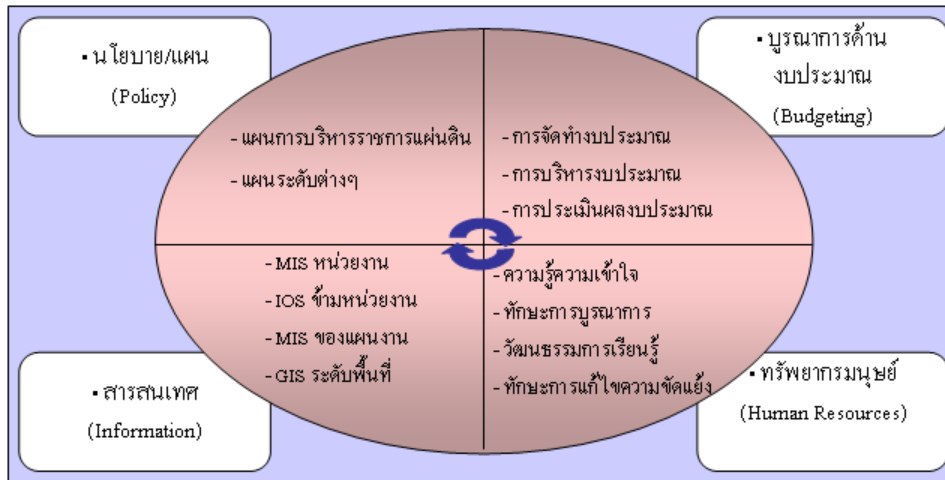 ▪ นโยบาย/แผน
(Policy)
▪ บูรณาการด้าน
งบประมาณ
(Budgeting)
- แผนการบริหารราชการแผ่นดิน
- แผนระดับต่างๆ
- การจัดทำงบประมาณ
- การบริหารงบประมาณ
- การประเมินผลงบประมาณ
- MIS หน่วยงาน
- IOS ข้ามหน่วยงาน
- MIS ของแผนงาน
- GIS ระดับพื้นที่
- ความรู้ความเข้าใจ
- ทักษะการบูรณาการ
- วัฒนธรรมการเรียนรู้
- ทักษะการแก้ไขความขัดแย้ง
▪ สารสนเทศ
(Information)
▪ ทรัพยากรมนุษย์
(Human Resources)